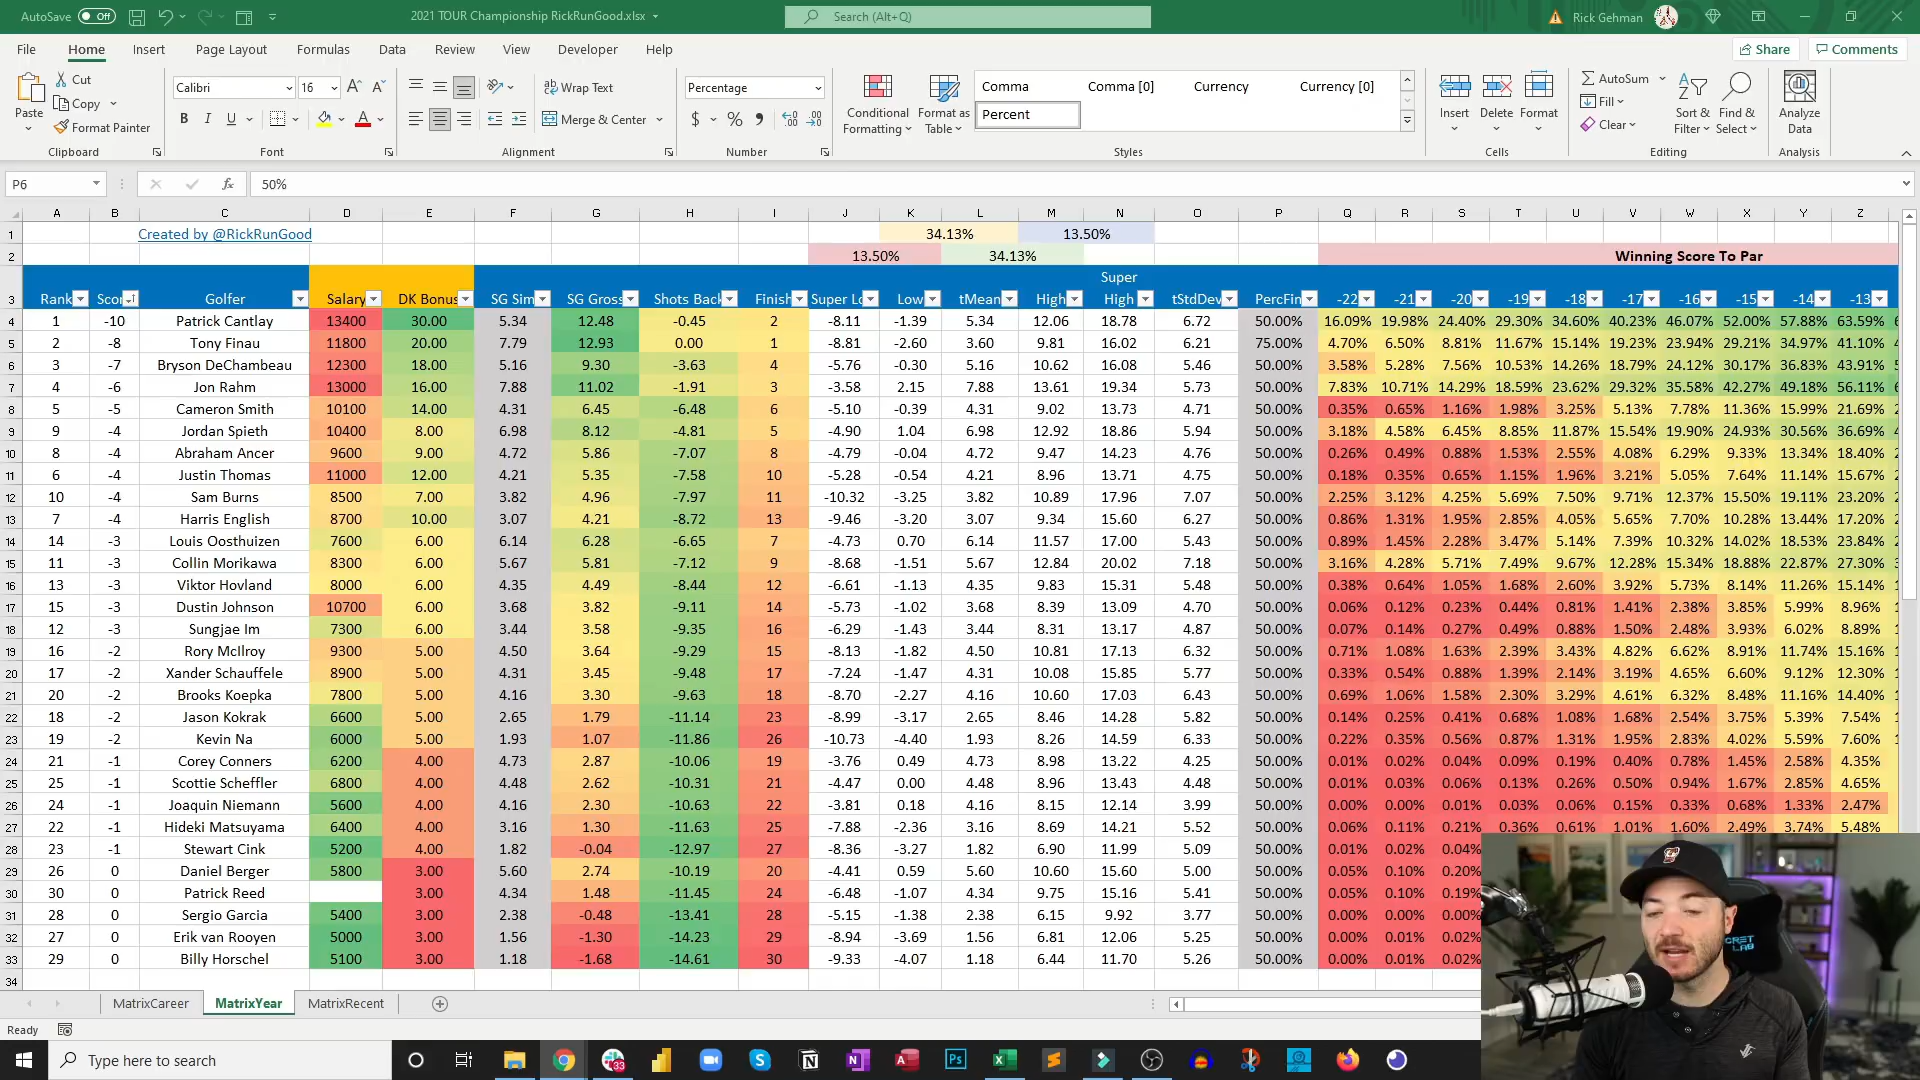 AutoSave Off 2021 TOUR Championship RickRunGood.xlsx Search (Alt+Q) Rick Gehman
File Home Insert Page Layout Formulas Data Review View Developer Help Share Comments
Cut Calibri 16 Wrap Text Percentage Comma Comma [0] Currency Currency [0] AutoSum
Copy Fill
Format Painter Merge & Center Percent Clear
Paste Conditional Formatting Format as Table Insert Delete Format Sort & Filter Find & Select Analyze Data
Clipboard Font Alignment Number Styles Cells Editing Analysis
P6 fx 50%
A B C D E F G H I J K L M N O P Q R S T U V W X Y Z
1 Created by @RickRunGood 34.13% 13.50%
2 13.50% 34.13% Winning Score To Par
3 Rank Scor Golfer Salary DK Bonus SG Sim SG Gross Shots Back Finish Super Lo Low tMean High Super High tStdDev PercFin -22 -21 -20 -19 -18 -17 -16 -15 -14 -13
4 1 -10 Patrick Cantlay 13400 30.00 5.34 12.48 -0.45 2 -8.11 -1.39 5.34 12.06 18.78 6.72 50.00% 16.09% 19.98% 24.40% 29.30% 34.60% 40.23% 46.07% 52.00% 57.88% 63.59%
5 2 -8 Tony Finau 11800 20.00 7.79 12.93 0.00 1 -8.81 -2.60 3.60 9.81 16.02 6.21 75.00% 4.70% 6.50% 8.81% 11.67% 15.14% 19.23% 23.94% 29.21% 34.97% 41.10%
6 3 -7 Bryson DeChambeau 12300 18.00 5.16 9.30 -3.63 4 -5.76 -0.30 5.16 10.62 16.08 5.46 50.00% 3.58% 5.28% 7.56% 10.53% 14.26% 18.79% 24.12% 30.17% 36.83% 43.91%
7 4 -6 Jon Rahm 13000 16.00 7.88 11.02 -1.91 3 -3.58 2.15 7.88 13.61 19.34 5.73 50.00% 7.83% 10.71% 14.29% 18.59% 23.62% 29.32% 35.58% 42.27% 49.18% 56.11%
8 5 -5 Cameron Smith 10100 14.00 4.31 6.45 -6.48 6 -5.10 -0.39 4.31 9.02 13.73 4.71 50.00% 0.35% 0.65% 1.16% 1.98% 3.25% 5.13% 7.78% 11.36% 15.99% 21.69%
9 9 -4 Jordan Spieth 10400 8.00 6.98 8.12 -4.81 5 -4.90 1.04 6.98 12.92 18.86 5.94 50.00% 3.18% 4.58% 6.45% 8.85% 11.87% 15.54% 19.90% 24.93% 30.56% 36.69%
10 8 -4 Abraham Ancer 9600 9.00 4.72 5.86 -7.07 8 -4.79 -0.04 4.72 9.47 14.23 4.76 50.00% 0.26% 0.49% 0.88% 1.53% 2.55% 4.08% 6.29% 9.33% 13.34% 18.40%
11 6 -4 Justin Thomas 11000 12.00 4.21 5.35 -7.58 10 -5.28 -0.54 4.21 8.96 13.71 4.75 50.00% 0.18% 0.35% 0.65% 1.15% 1.96% 3.21% 5.05% 7.64% 11.14% 15.67%
12 10 -4 Sam Burns 8500 7.00 3.82 4.96 -7.97 11 -10.32 -3.25 3.82 10.89 17.96 7.07 50.00% 2.25% 3.12% 4.25% 5.69% 7.50% 9.71% 12.37% 15.50% 19.11% 23.20%
13 7 -4 Harris English 8700 10.00 3.07 4.21 -8.72 13 -9.46 -3.20 3.07 9.34 15.60 6.27 50.00% 0.86% 1.31% 1.95% 2.85% 4.05% 5.65% 7.70% 10.28% 13.44% 17.20%
14 14 -3 Louis Oosthuizen 7600 6.00 6.14 6.28 -6.65 7 -4.73 0.70 6.14 11.57 17.00 5.43 50.00% 0.89% 1.45% 2.28% 3.47% 5.14% 7.39% 10.32% 14.02% 18.53% 23.84%
15 11 -3 Collin Morikawa 8300 6.00 5.67 5.81 -7.12 9 -8.68 -1.51 5.67 12.84 20.02 7.18 50.00% 3.16% 4.28% 5.71% 7.49% 9.67% 12.28% 15.34% 18.88% 22.87% 27.30%
16 13 -3 Viktor Hovland 8000 6.00 4.35 4.49 -8.44 12 -6.61 -1.13 4.35 9.83 15.31 5.48 50.00% 0.38% 0.64% 1.05% 1.68% 2.60% 3.92% 5.73% 8.14% 11.26% 15.14%
17 15 -3 Dustin Johnson 10700 6.00 3.68 3.82 -9.11 14 -5.73 -1.02 3.68 8.39 13.09 4.70 50.00% 0.06% 0.12% 0.23% 0.44% 0.81% 1.41% 2.38% 3.85% 5.99% 8.96%
18 12 -3 Sungjae Im 7300 6.00 3.44 3.58 -9.35 16 -6.29 -1.43 3.44 8.31 13.17 4.87 50.00% 0.07% 0.14% 0.27% 0.49% 0.88% 1.50% 2.48% 3.93% 6.02% 8.89%
19 16 -2 Rory McIlroy 9300 5.00 4.50 3.64 -9.29 15 -8.13 -1.82 4.50 10.81 17.13 6.32 50.00% 0.71% 1.08% 1.63% 2.39% 3.43% 4.82% 6.62% 8.91% 11.74% 15.16%
20 17 -2 Xander Schauffele 8900 5.00 4.31 3.45 -9.48 17 -7.24 -1.47 4.31 10.08 15.85 5.77 50.00% 0.33% 0.54% 0.88% 1.39% 2.14% 3.19% 4.65% 6.60% 9.12% 12.30%
21 20 -2 Brooks Koepka 7800 5.00 4.16 3.30 -9.63 18 -8.70 -2.27 4.16 10.60 17.03 6.43 50.00% 0.69% 1.06% 1.58% 2.30% 3.29% 4.61% 6.32% 8.48% 11.16% 14.40%
22 18 -2 Jason Kokrak 6600 5.00 2.65 1.79 -11.14 23 -8.99 -3.17 2.65 8.46 14.28 5.82 50.00% 0.14% 0.25% 0.41% 0.68% 1.08% 1.68% 2.54% 3.75% 5.39% 7.54%
23 19 -2 Kevin Na 6000 5.00 1.93 1.07 -11.86 26 -10.73 -4.40 1.93 8.26 14.59 6.33 50.00% 0.22% 0.35% 0.56% 0.87% 1.31% 1.95% 2.83% 4.02% 5.59% 7.60%
24 21 -1 Corey Conners 6200 4.00 4.73 2.87 -10.06 19 -3.76 0.49 4.73 8.98 13.22 4.25 50.00% 0.01% 0.02% 0.04% 0.09% 0.19% 0.40% 0.78% 1.45% 2.58% 4.35%
25 25 -1 Scottie Scheffler 6800 4.00 4.48 2.62 -10.31 21 -4.47 0.00 4.48 8.96 13.43 4.48 50.00% 0.01% 0.03% 0.06% 0.13% 0.26% 0.50% 0.94% 1.67% 2.85% 4.65%
26 24 -1 Joaquin Niemann 5600 4.00 4.16 2.30 -10.63 22 -3.81 0.18 4.16 8.15 12.14 3.99 50.00% 0.00% 0.00% 0.01% 0.03% 0.06% 0.15% 0.33% 0.68% 1.33% 2.47%
27 22 -1 Hideki Matsuyama 6400 4.00 3.16 1.30 -11.63 25 -7.88 -2.36 3.16 8.69 14.21 5.52 50.00% 0.06% 0.11% 0.21% 0.36% 0.61% 1.01% 1.60% 2.49% 3.74% 5.48%
28 23 -1 Stewart Cink 5200 4.00 1.82 -0.04 -12.97 27 -8.36 -3.27 1.82 6.90 11.99 5.09 50.00% 0.01% 0.02% 0.04%
29 26 0 Daniel Berger 5800 3.00 5.60 2.74 -10.19 20 -4.41 0.59 5.60 10.60 15.60 5.00 50.00% 0.05% 0.10% 0.20%
30 30 0 Patrick Reed 3.00 4.34 1.48 -11.45 24 -6.48 -1.07 4.34 9.75 15.16 5.41 50.00% 0.05% 0.10% 0.19%
31 28 0 Sergio Garcia 5400 3.00 2.38 -0.48 -13.41 28 -5.15 -1.38 2.38 6.15 9.92 3.77 50.00% 0.00% 0.00% 0.00%
32 27 0 Erik van Rooyen 5000 3.00 1.56 -1.30 -14.23 29 -8.94 -3.69 1.56 6.81 12.06 5.25 50.00% 0.00% 0.01% 0.02%
33 29 0 Billy Horschel 5100 3.00 1.18 -1.68 -14.61 30 -9.33 -4.07 1.18 6.44 11.70 5.26 50.00% 0.00% 0.01% 0.02%
34
MatrixCareer MatrixYear MatrixRecent
Ready
Type here to search